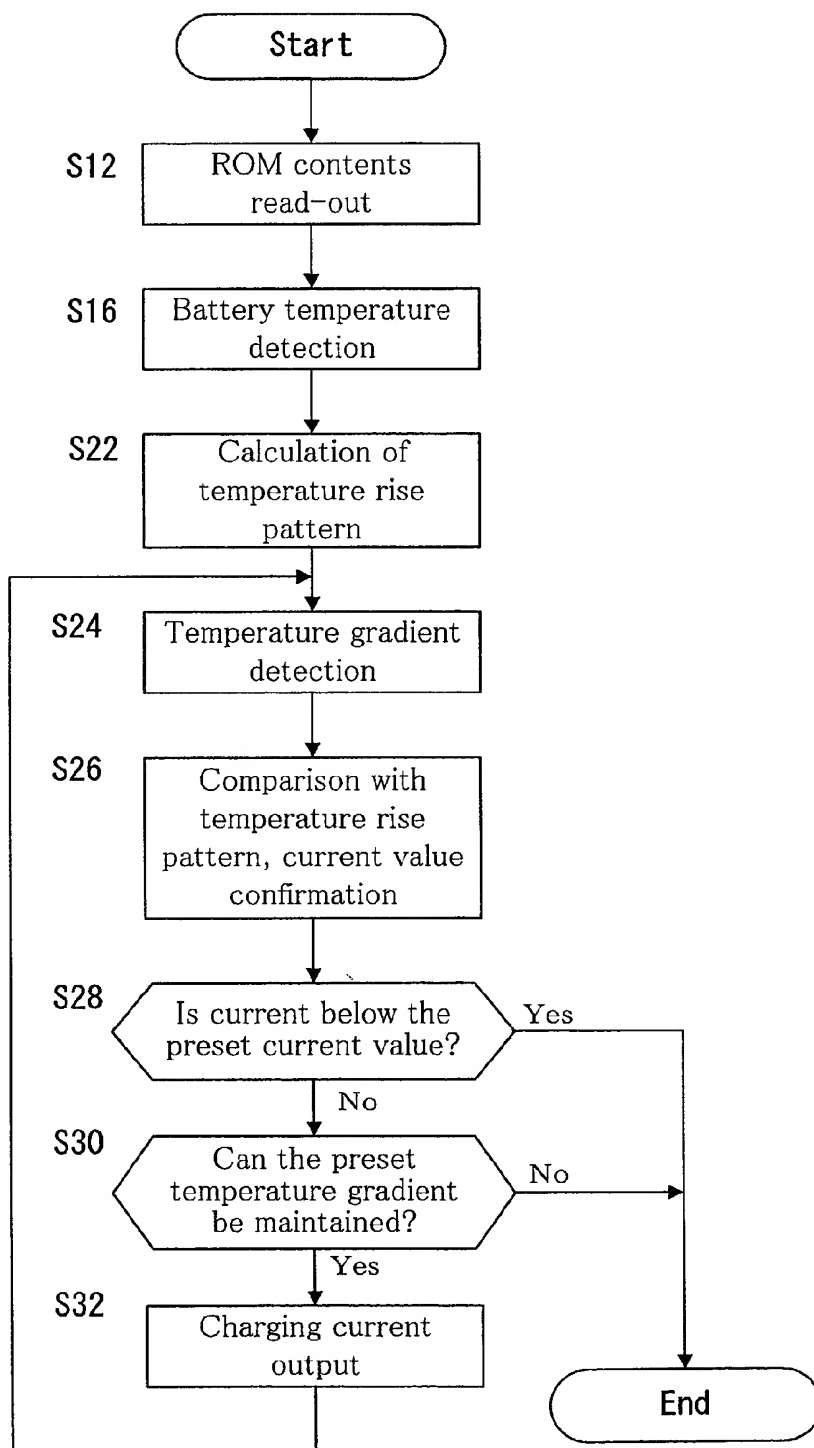 Start
S12
ROM contents
read-out
S16
Battery temperature
detection
S22
Calculation of
temperature rise
pattern
S24
Temperature gradient
detection
S26
Comparison with
temperature rise
pattern, current value
confirmation
S28
Is current below the
preset current value?
Yes
No
S30
Can the preset
temperature gradient
be maintained?
No
Yes
S32
Charging current
output
End